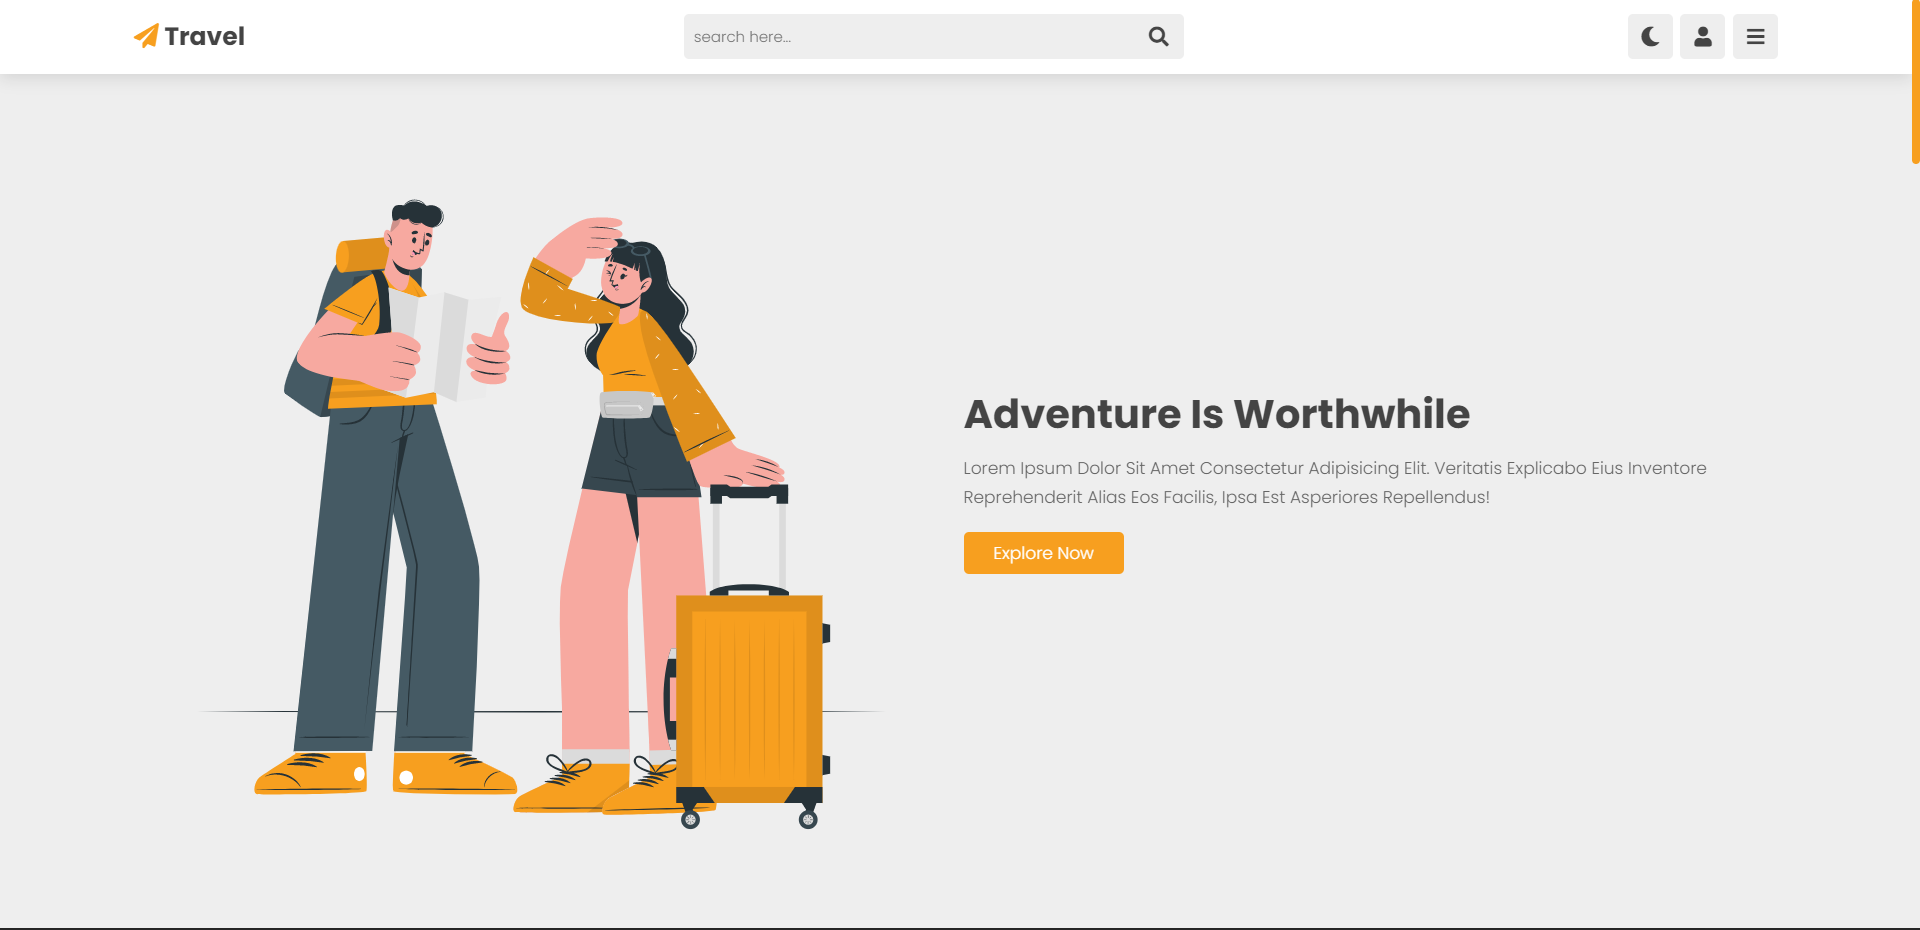 Travel
search here...
Adventure Is Worthwhile
Lorem Ipsum Dolor Sit Amet Consectetur Adipisicing Elit. Veritatis Explicabo Eius Inventore
Reprehenderit Alias Eos Facilis, Ipsa Est Asperiores Repellendus!
Explore Now